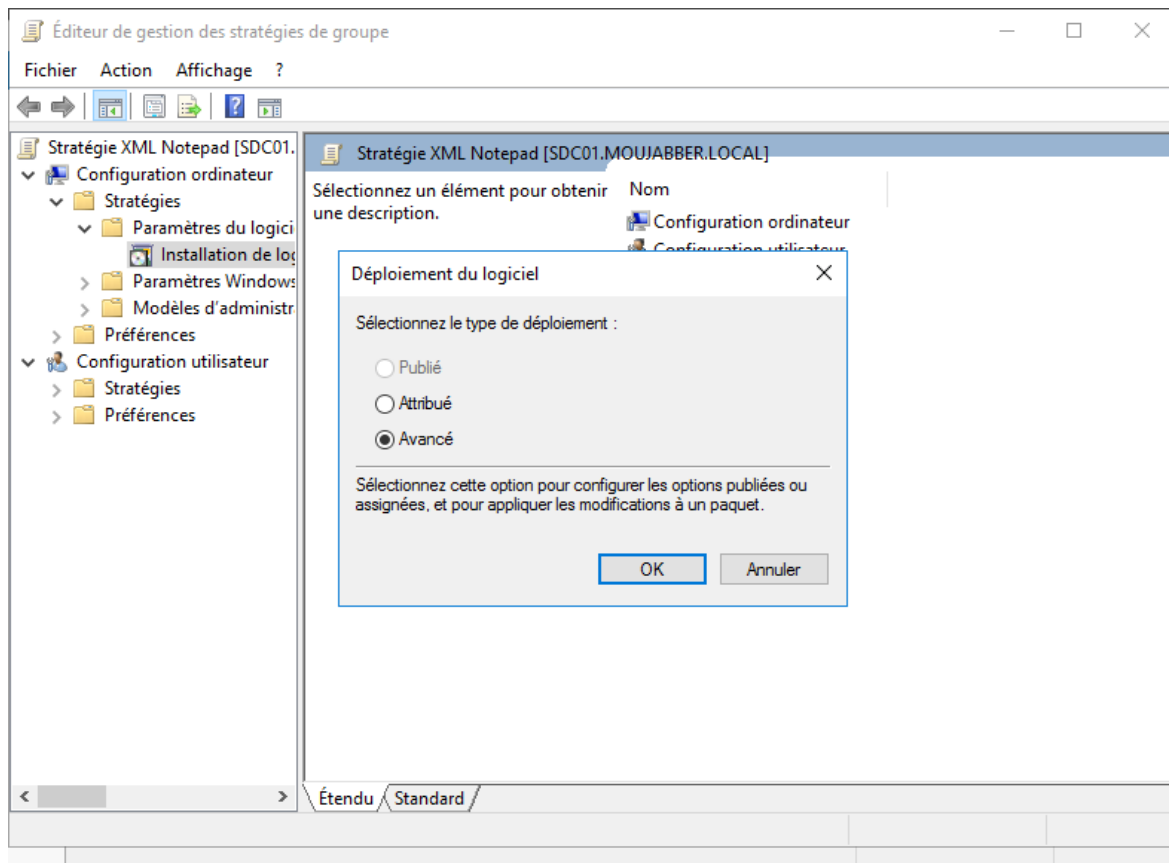 Éditeur de gestion des stratégies de groupe
Fichier Action Affichage ?
Stratégie XML Notepad [SDC01.
Configuration ordinateur
Stratégies
Paramètres du logici
Installation de log
Paramètres Windows
Modèles d'administr
Préférences
Configuration utilisateur
Stratégies
Préférences
Stratégie XML Notepad [SDC01.MOUJABBER.LOCAL]
Sélectionnez un élément pour obtenir
une description.
Nom
Configuration ordinateur
Configuration utilisateur
Déploiement du logiciel
Sélectionnez le type de déploiement :
Publié
Attribué
Avancé
Sélectionnez cette option pour configurer les options publiées ou
assignées, et pour appliquer les modifications à un paquet.
OK Annuler
Étendu Standard